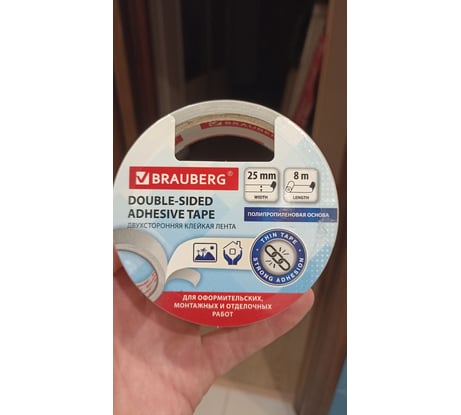 BRAUBERG®
25 mm
WIDTH
8 m
LENGTH
DOUBLE-SIDED
ADHESIVE TAPE
ДВУХСТОРОННЯЯ КЛЕЙКАЯ ЛЕНТА
ПОЛИПРОПИЛЕНОВАЯ ОСНОВА
THIN TAPE
STRONG ADHESION
ДЛЯ ОФОРМИТЕЛЬСКИХ,
МОНТАЖНЫХ И ОТДЕЛОЧНЫХ
РАБОТ